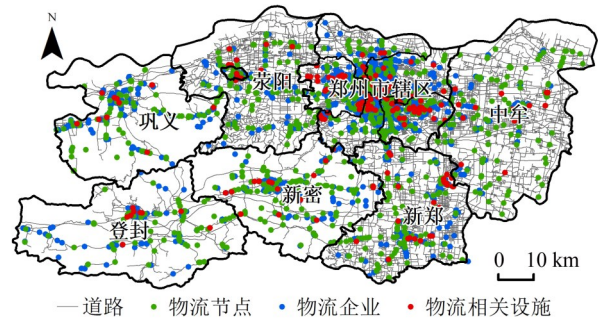 N
荥阳
郑州市辖区
中牟
巩义
新密
新郑
登封
0 10 km
道路 物流节点 物流企业 物流相关设施